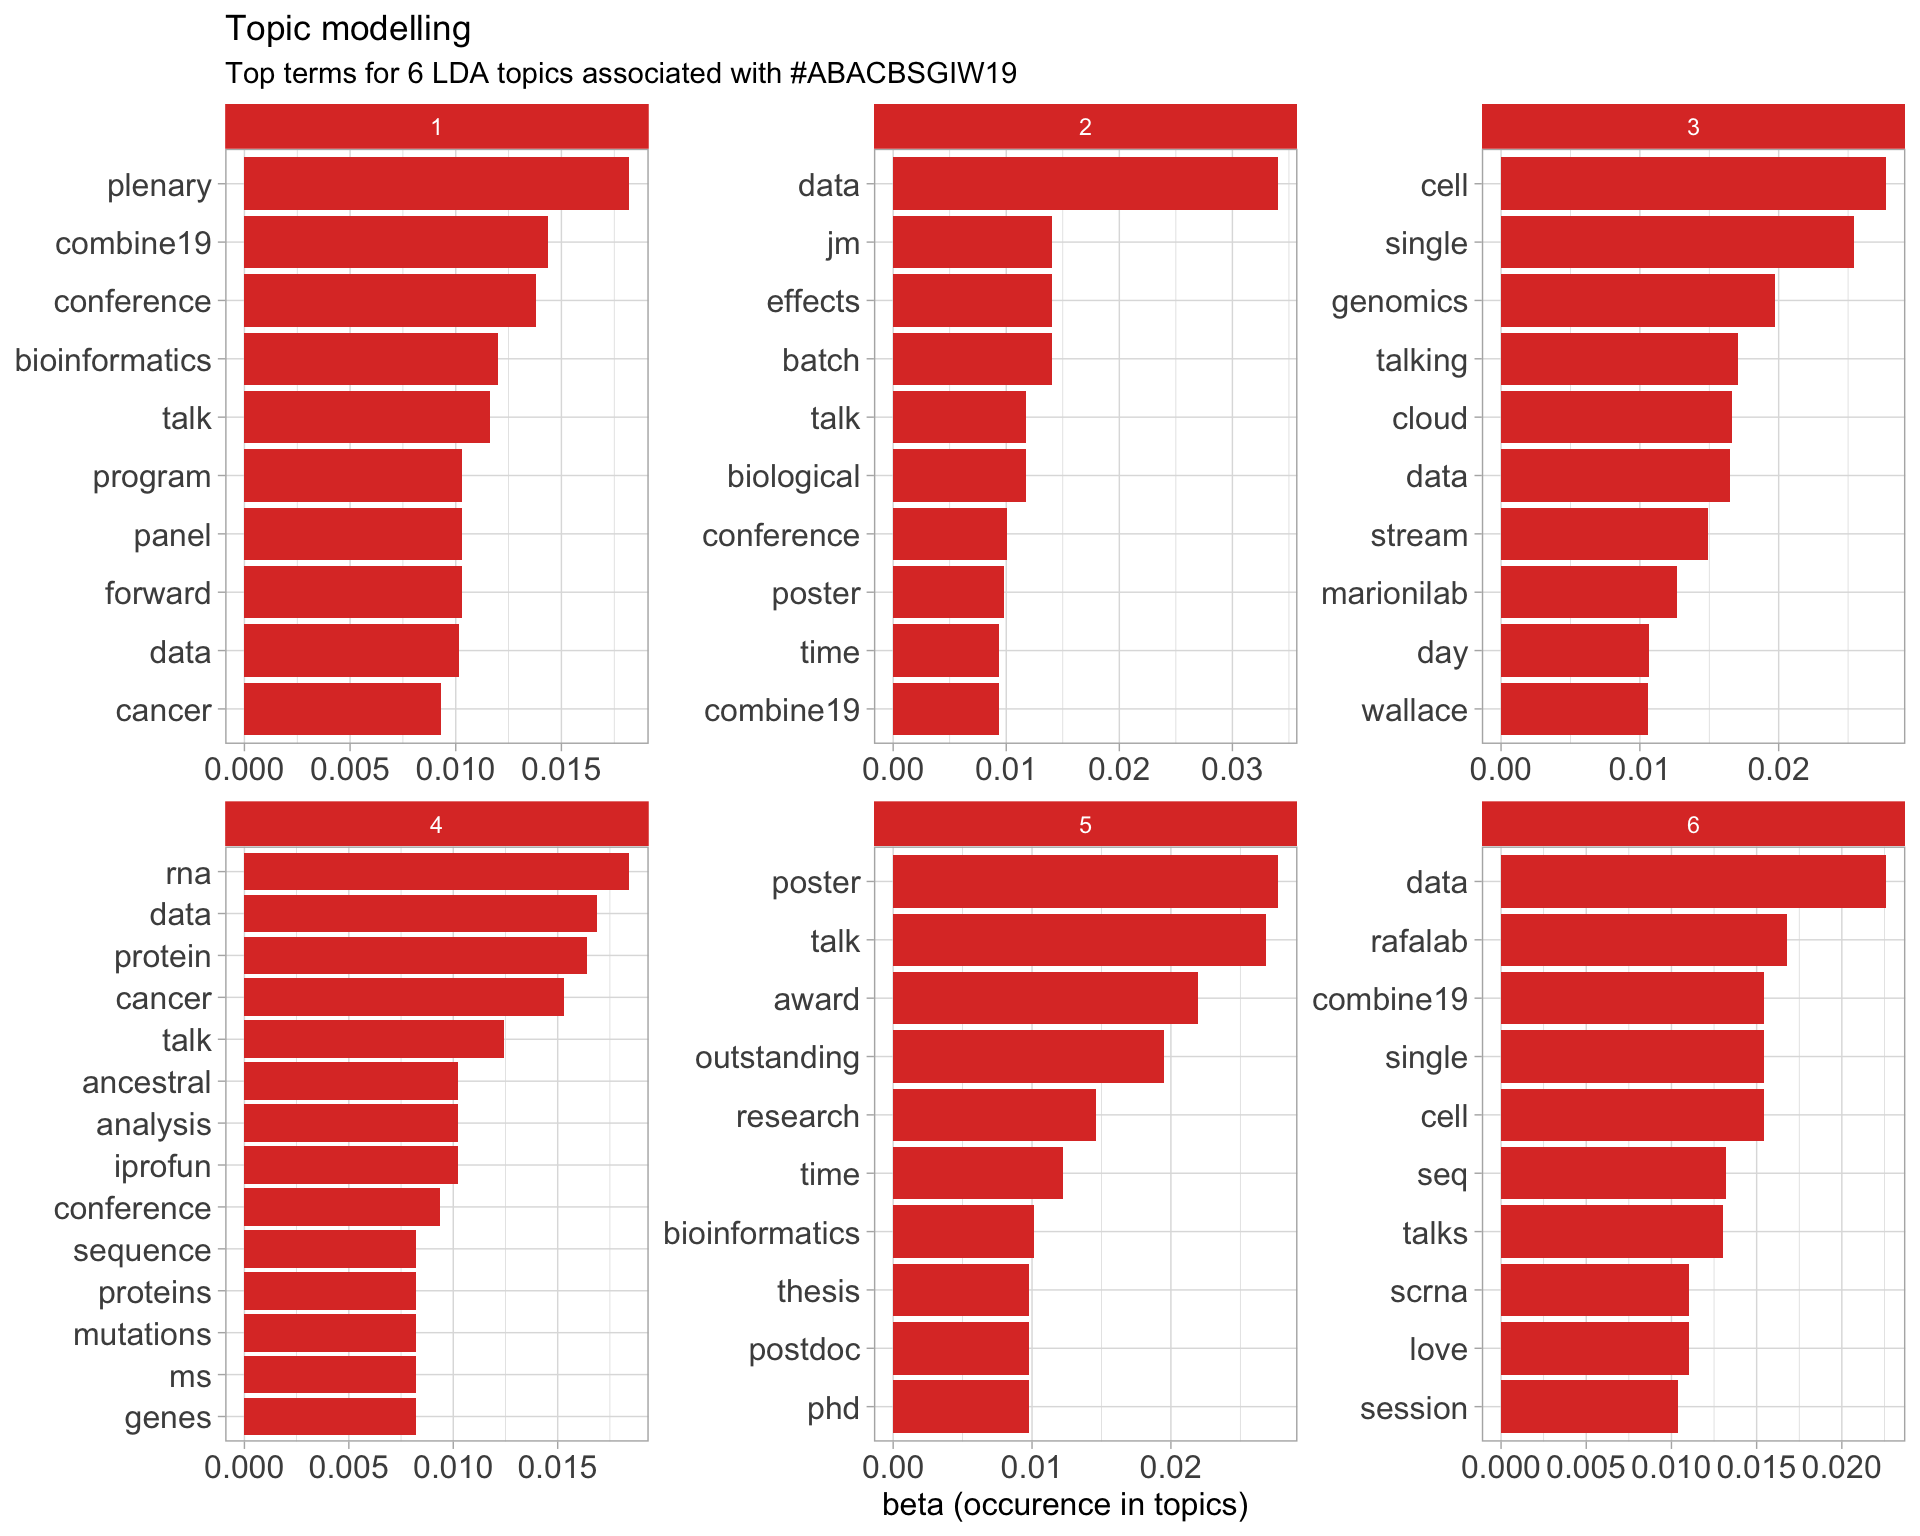 Topic modelling
Top terms for 6 LDA topics associated with #ABACBSGIW19
1
plenary
combine19
conference
bioinformatics
talk
program
panel
forward
data
cancer
0.000 0.005 0.010 0.015
2
data
jm
effects
batch
talk
biological
conference
poster
time
combine19
0.00 0.01 0.02 0.03
3
cell
single
genomics
talking
cloud
data
stream
marionilab
day
wallace
0.00 0.01 0.02
4
rna
data
protein
cancer
talk
ancestral
analysis
iprofun
conference
sequence
proteins
mutations
ms
genes
0.000 0.005 0.010 0.015
5
poster
talk
award
outstanding
research
time
bioinformatics
thesis
postdoc
phd
0.00 0.01 0.02
6
data
rafalab
combine19
single
cell
seq
talks
scrna
love
session
0.000 0.005 0.010 0.015 0.020
beta (occurence in topics)